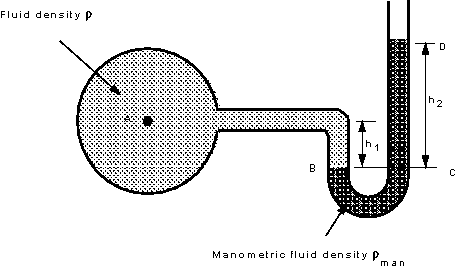 Fluid density ρ
A
D
h2
h1
B
C
Manometric fluid density ρman